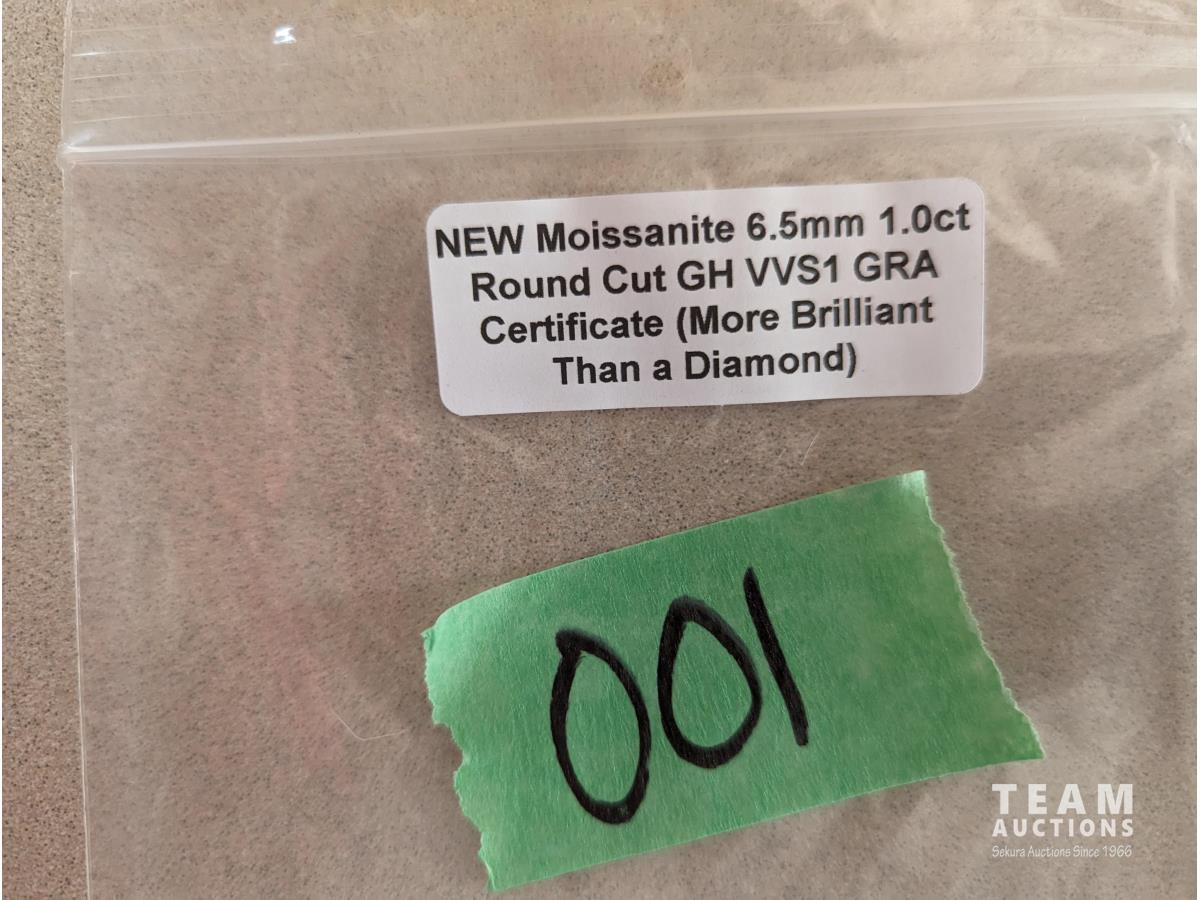 NEW Moissanite 6.5mm 1.0ct
Round Cut GH VVS1 GRA
Certificate (More Brilliant
Than a Diamond)
001
TEAM
AUCTIONS
Sekura Auctions Since 1966